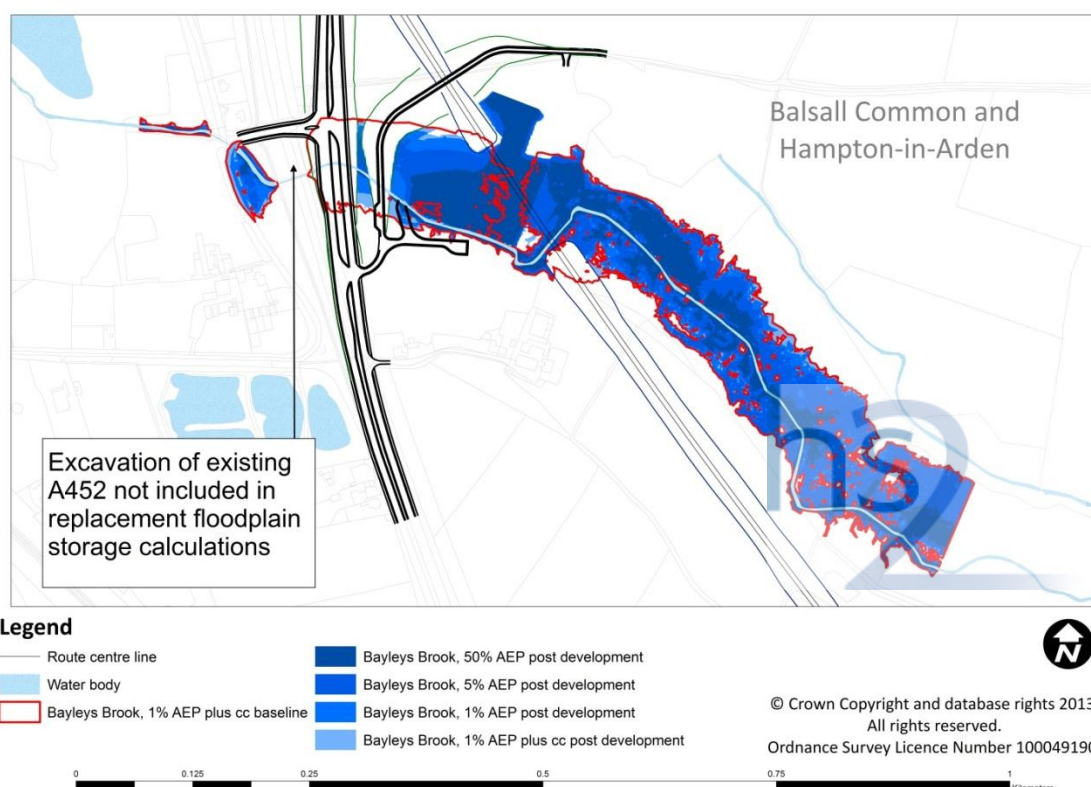 Balsall Common and
Hampton-in-Arden
Excavation of existing
A452 not included in
replacement floodplain
storage calculations
hs2
Legend
Route centre line
Water body
Bayleys Brook, 1% AEP plus cc baseline
Bayleys Brook, 50% AEP post development
Bayleys Brook, 5% AEP post development
Bayleys Brook, 1% AEP post development
Bayleys Brook, 1% AEP plus cc post development
N
© Crown Copyright and database rights 2013
All rights reserved.
Ordnance Survey Licence Number 100049190
0 0.125 0.25 0.5 0.75 1
Kilometers